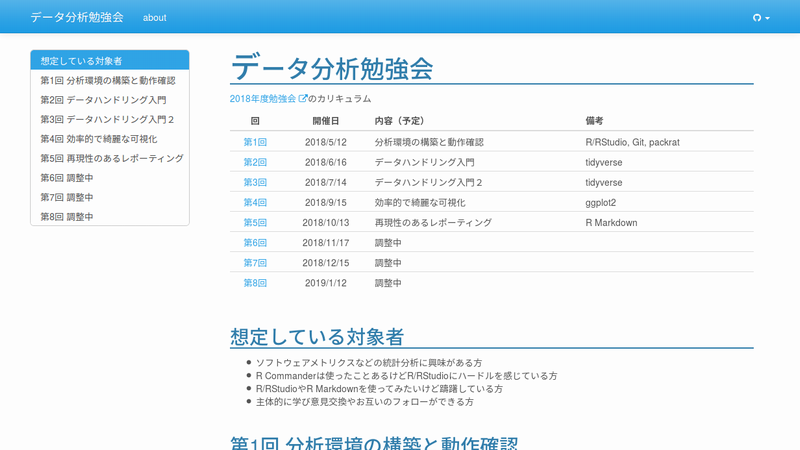 データ分析勉強会 about
想定している対象者
第1回 分析環境の構築と動作確認
第2回 データハンドリング入門
第3回 データハンドリング入門２
第4回 効率的で綺麗な可視化
第5回 再現性のあるレポーティング
第6回 調整中
第7回 調整中
第8回 調整中
データ分析勉強会
2018年度勉強会のカリキュラム
回 開催日 内容（予定） 備考
第1回 2018/5/12 分析環境の構築と動作確認 R/RStudio, Git, packrat
第2回 2018/6/16 データハンドリング入門 tidyverse
第3回 2018/7/14 データハンドリング入門２ tidyverse
第4回 2018/9/15 効率的で綺麗な可視化 ggplot2
第5回 2018/10/13 再現性のあるレポーティング R Markdown
第6回 2018/11/17 調整中
第7回 2018/12/15 調整中
第8回 2019/1/12 調整中
想定している対象者
ソフトウェアメトリクスなどの統計分析に興味がある方
R Commanderは使ったことあるけどR/RStudioにハードルを感じている方
R/RStudioやR Markdownを使ってみたいけど躊躇している方
主体的に学び意見交換やお互いのフォローができる方
第1回 分析環境の構築と動作確認